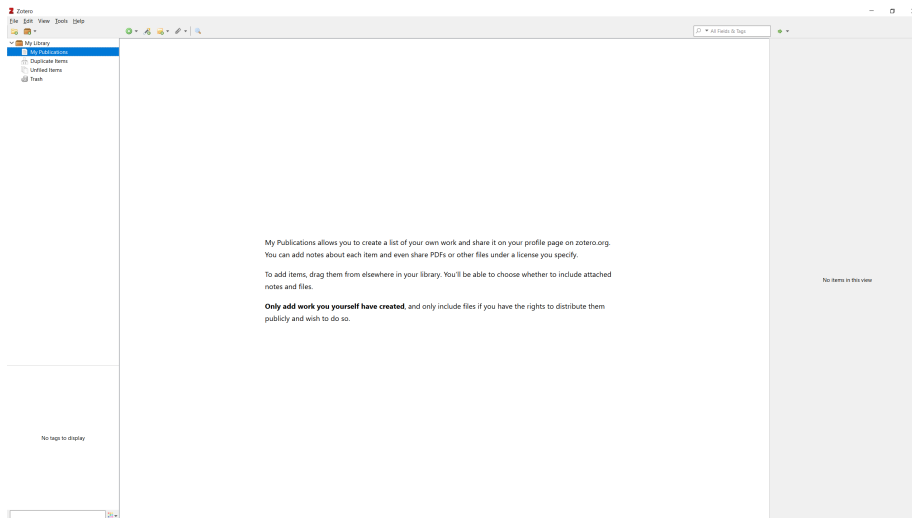 Zotero
File Edit View Tools Help
All Fields & Tags
My Library
My Publications
Duplicate Items
Unfiled Items
Trash
My Publications allows you to create a list of your own work and share it on your profile page on zotero.org.
You can add notes about each item and even share PDFs or other files under a license you specify.
To add items, drag them from elsewhere in your library. You'll be able to choose whether to include attached
notes and files.
Only add work you yourself have created, and only include files if you have the rights to distribute them
publicly and wish to do so.
No items in this view
No tags to display